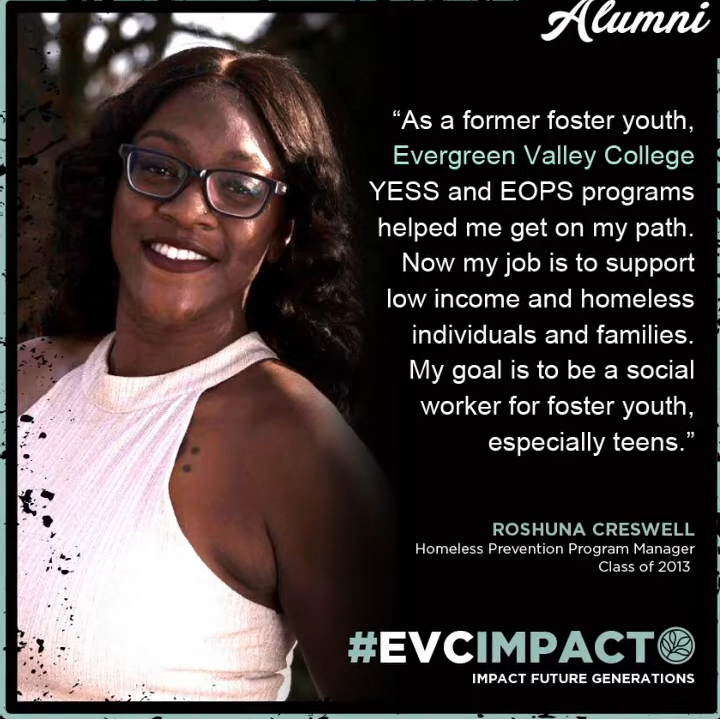 Alumni
“As a former foster youth,
Evergreen Valley College
YESS and EOPS programs
helped me get on my path.
Now my job is to support
low income and homeless
individuals and families.
My goal is to be a social
worker for foster youth,
especially teens.”
ROSHUNA CRESWELL
Homeless Prevention Program Manager
Class of 2013
#EVCIMPACT
IMPACT FUTURE GENERATIONS